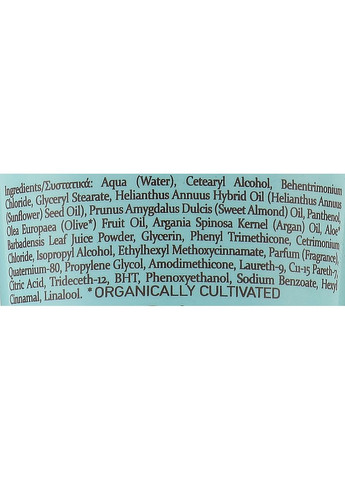 Ingredients/Συστατικά: Aqua (Water), Cetearyl Alcohol, Behentrimonium
Chloride, Glyceryl Stearate, Helianthus Annuus Hybrid Oil (Helianthus Annuus
(Sunflower) Seed Oil), Prunus Amygdalus Dulcis (Sweet Almond) Oil, Panthenol,
Olea Europaea (Olive*) Fruit Oil, Argania Spinosa Kernel (Argan) Oil, Aloe*
Barbadensis Leaf Juice Powder, Glycerin, Phenyl Trimethicone, Cetrimonium
Chloride, Isopropyl Alcohol, Ethylhexyl Methoxycinnamate, Parfum (Fragrance),
Quaternium-80, Propylene Glycol, Amodimethicone, Laureth-9, C11-15 Pareth-7,
Citric Acid, Trideceth-12, BHT, Phenoxyethanol, Sodium Benzoate, Hexyl
Cinnamal, Linalool. *ORGANICALLY CULTIVATED